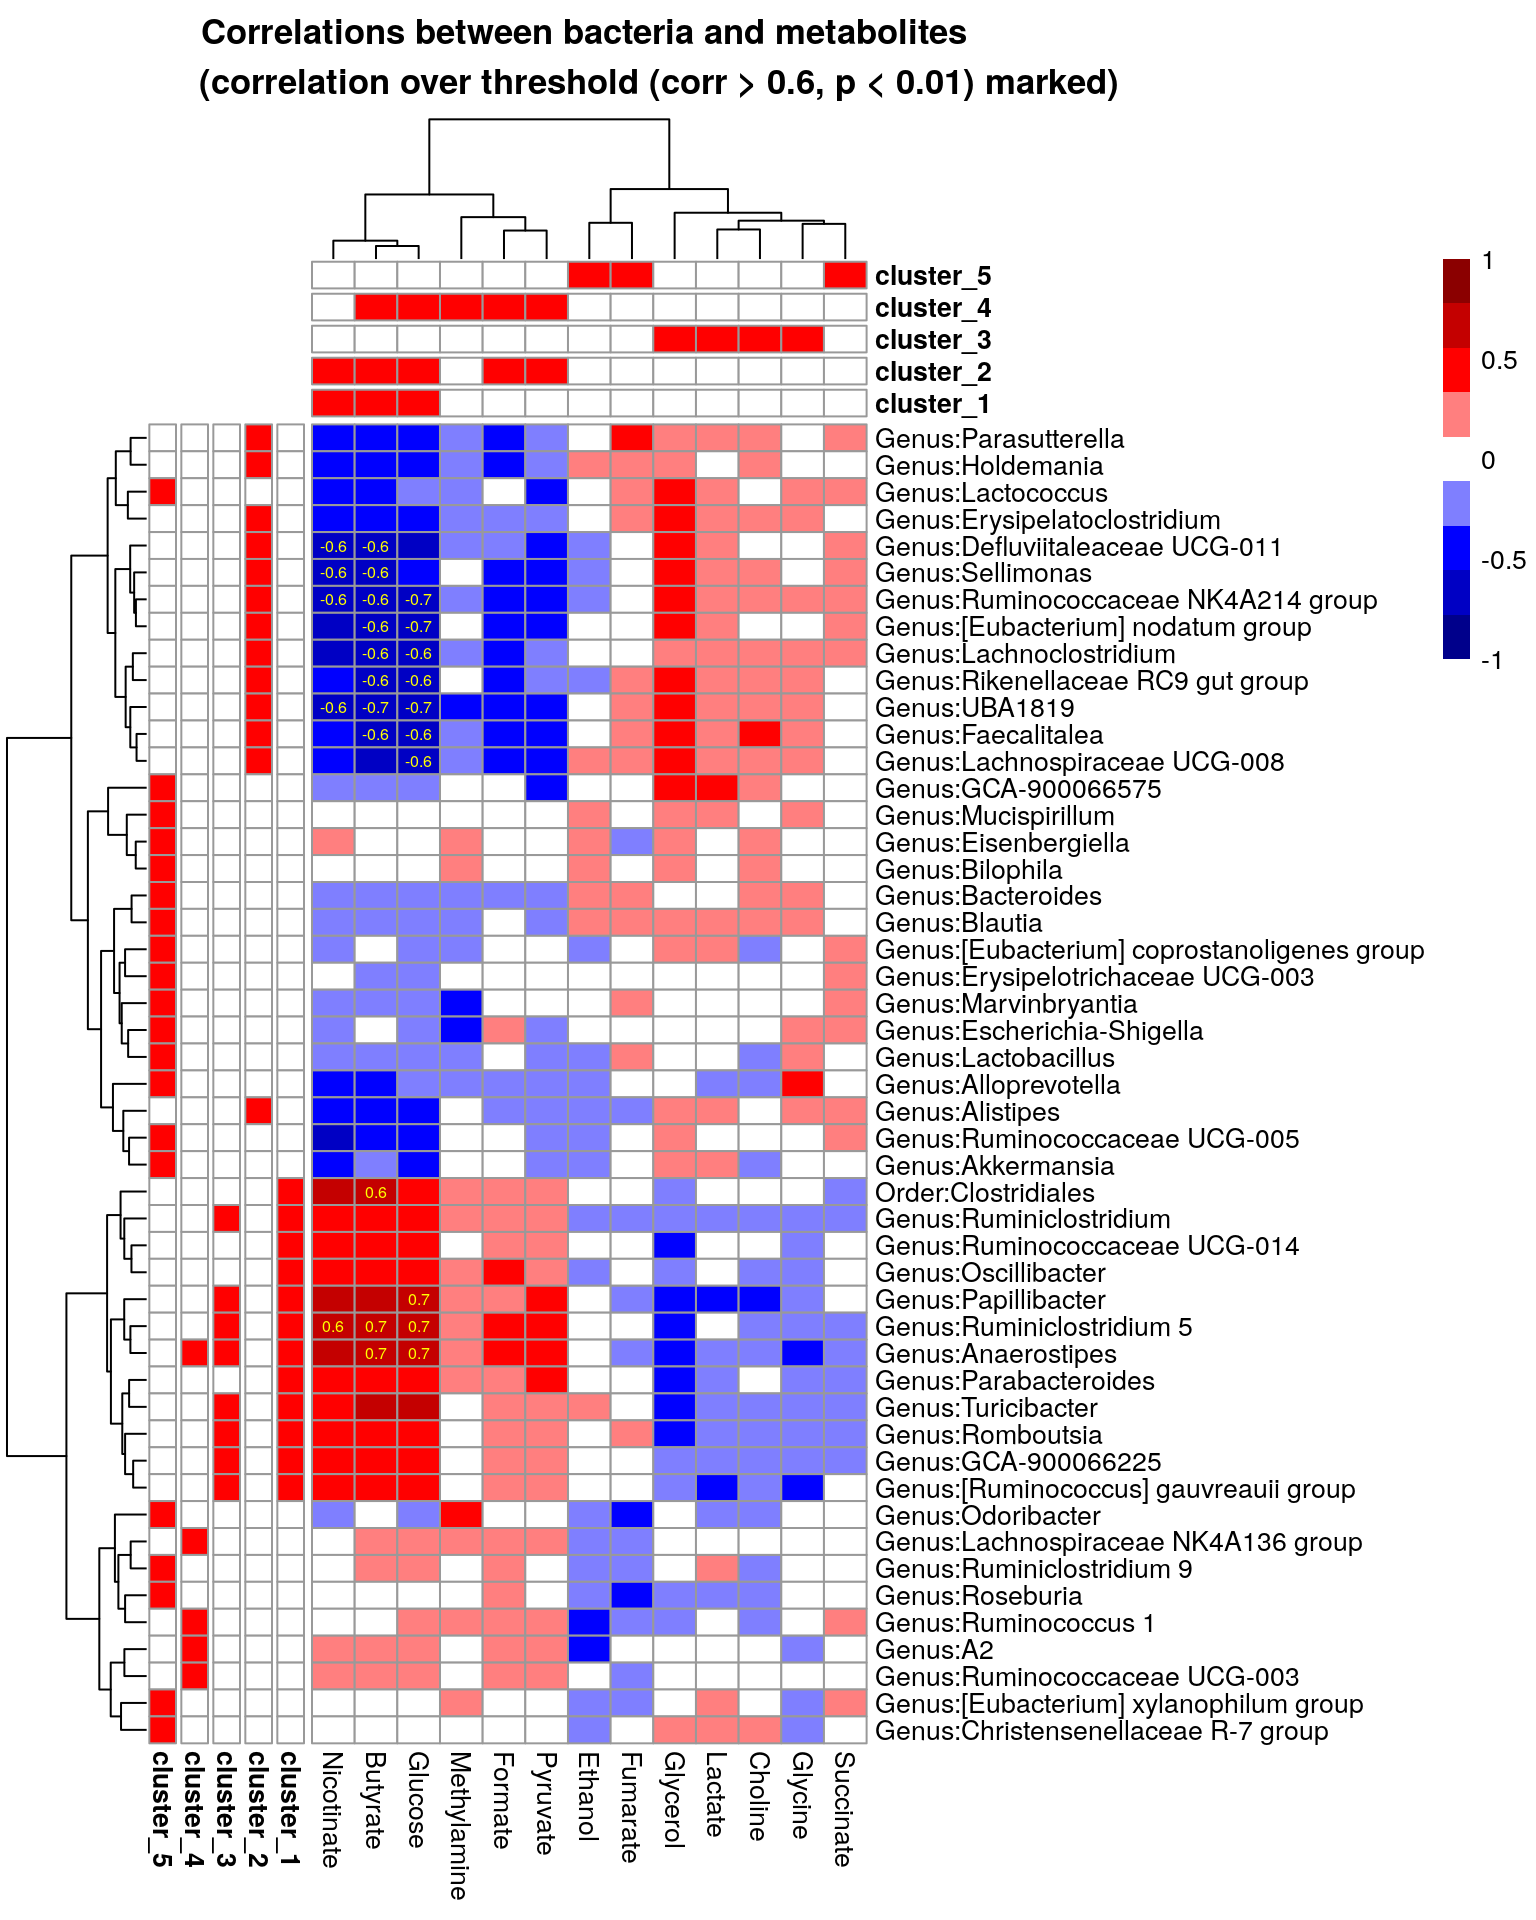 Correlations between bacteria and metabolites
(correlation over threshold (corr > 0.6, p < 0.01) marked)
cluster_5
cluster_4
cluster_3
cluster_2
cluster_1
1
0.5
0
-0.5
-1
Genus:Parasutterella
Genus:Holdemania
Genus:Lactococcus
Genus:Erysipelatoclostridium
-0.6 -0.6 Genus:Defluviitaleaceae UCG-011
-0.6 -0.6 Genus:Sellimonas
-0.6 -0.6 -0.7 Genus:Ruminococcaceae NK4A214 group
-0.6 -0.7 Genus:[Eubacterium] nodatum group
-0.6 -0.6 Genus:Lachnoclostridium
-0.6 -0.6 Genus:Rikenellaceae RC9 gut group
-0.6 -0.7 -0.7 Genus:UBA1819
-0.6 -0.6 Genus:Faecalitalea
-0.6 Genus:Lachnospiraceae UCG-008
Genus:GCA-900066575
Genus:Mucispirillum
Genus:Eisenbergiella
Genus:Bilophila
Genus:Bacteroides
Genus:Blautia
Genus:[Eubacterium] coprostanoligenes group
Genus:Erysipelotrichaceae UCG-003
Genus:Marvinbryantia
Genus:Escherichia-Shigella
Genus:Lactobacillus
Genus:Alloprevotella
Genus:Alistipes
Genus:Ruminococcaceae UCG-005
Genus:Akkermansia
0.6 Order:Clostridiales
Genus:Ruminiclostridium
Genus:Ruminococcaceae UCG-014
Genus:Oscillibacter
0.7 Genus:Papillibacter
0.6 0.7 0.7 Genus:Ruminiclostridium 5
0.7 0.7 Genus:Anaerostipes
Genus:Parabacteroides
Genus:Turicibacter
Genus:Romboutsia
Genus:GCA-900066225
Genus:[Ruminococcus] gauvreauii group
Genus:Odoribacter
Genus:Lachnospiraceae NK4A136 group
Genus:Ruminiclostridium 9
Genus:Roseburia
Genus:Ruminococcus 1
Genus:A2
Genus:Ruminococcaceae UCG-003
Genus:[Eubacterium] xylanophilum group
Genus:Christensenellaceae R-7 group
cluster_5
cluster_4
cluster_3
cluster_2
cluster_1
Nicotinate
Butyrate
Glucose
Methylamine
Formate
Pyruvate
Ethanol
Fumarate
Glycerol
Lactate
Choline
Glycine
Succinate